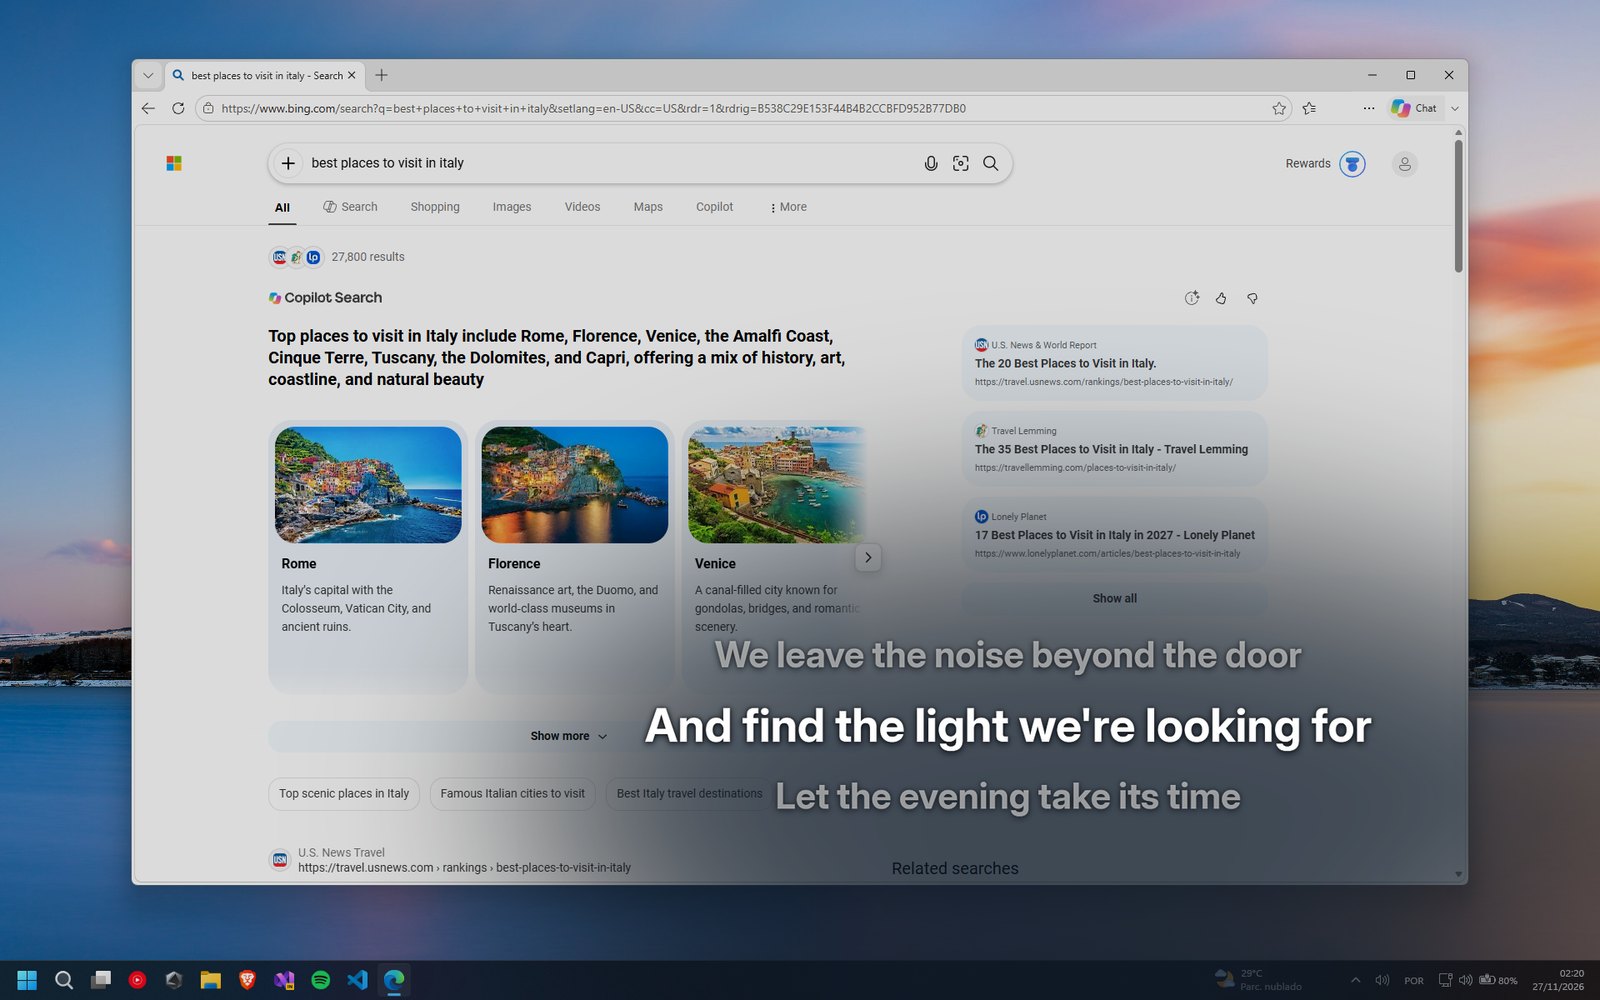 best places to visit in italy - Search
https://www.bing.com/search?q=best+places+to+visit+in+italy&setlang=en-US&cc=US&rdr=1&rdrig=B538C29E153F44B4B2CCBFD952B77DB0
Chat
best places to visit in italy
Rewards
All
Search
Shopping
Images
Videos
Maps
Copilot
More
USN
lp
27,800 results
Copilot Search
Top places to visit in Italy include Rome, Florence, Venice, the Amalfi Coast,
Cinque Terre, Tuscany, the Dolomites, and Capri, offering a mix of history, art,
coastline, and natural beauty
Rome
Italy's capital with the
Colosseum, Vatican City, and
ancient ruins.
Florence
Renaissance art, the Duomo, and
world-class museums in
Tuscany's heart.
Venice
A canal-filled city known for
gondolas, bridges, and romantic
scenery.
USN
U.S. News & World Report
The 20 Best Places to Visit in Italy.
https://travel.usnews.com/rankings/best-places-to-visit-in-italy/
Travel Lemming
The 35 Best Places to Visit in Italy - Travel Lemming
https://travellemming.com/places-to-visit-in-italy/
lp
Lonely Planet
17 Best Places to Visit in Italy in 2027 - Lonely Planet
https://www.lonelyplanet.com/articles/best-places-to-visit-in-italy
Show all
We leave the noise beyond the door
And find the light we're looking for
Let the evening take its time
Show more
Top scenic places in Italy
Famous Italian cities to visit
Best Italy travel destinations
USN
U.S. News Travel
https://travel.usnews.com › rankings › best-places-to-visit-in-italy
Related searches
29°C
Parc. nublado
POR
80%
02:20
27/11/2026